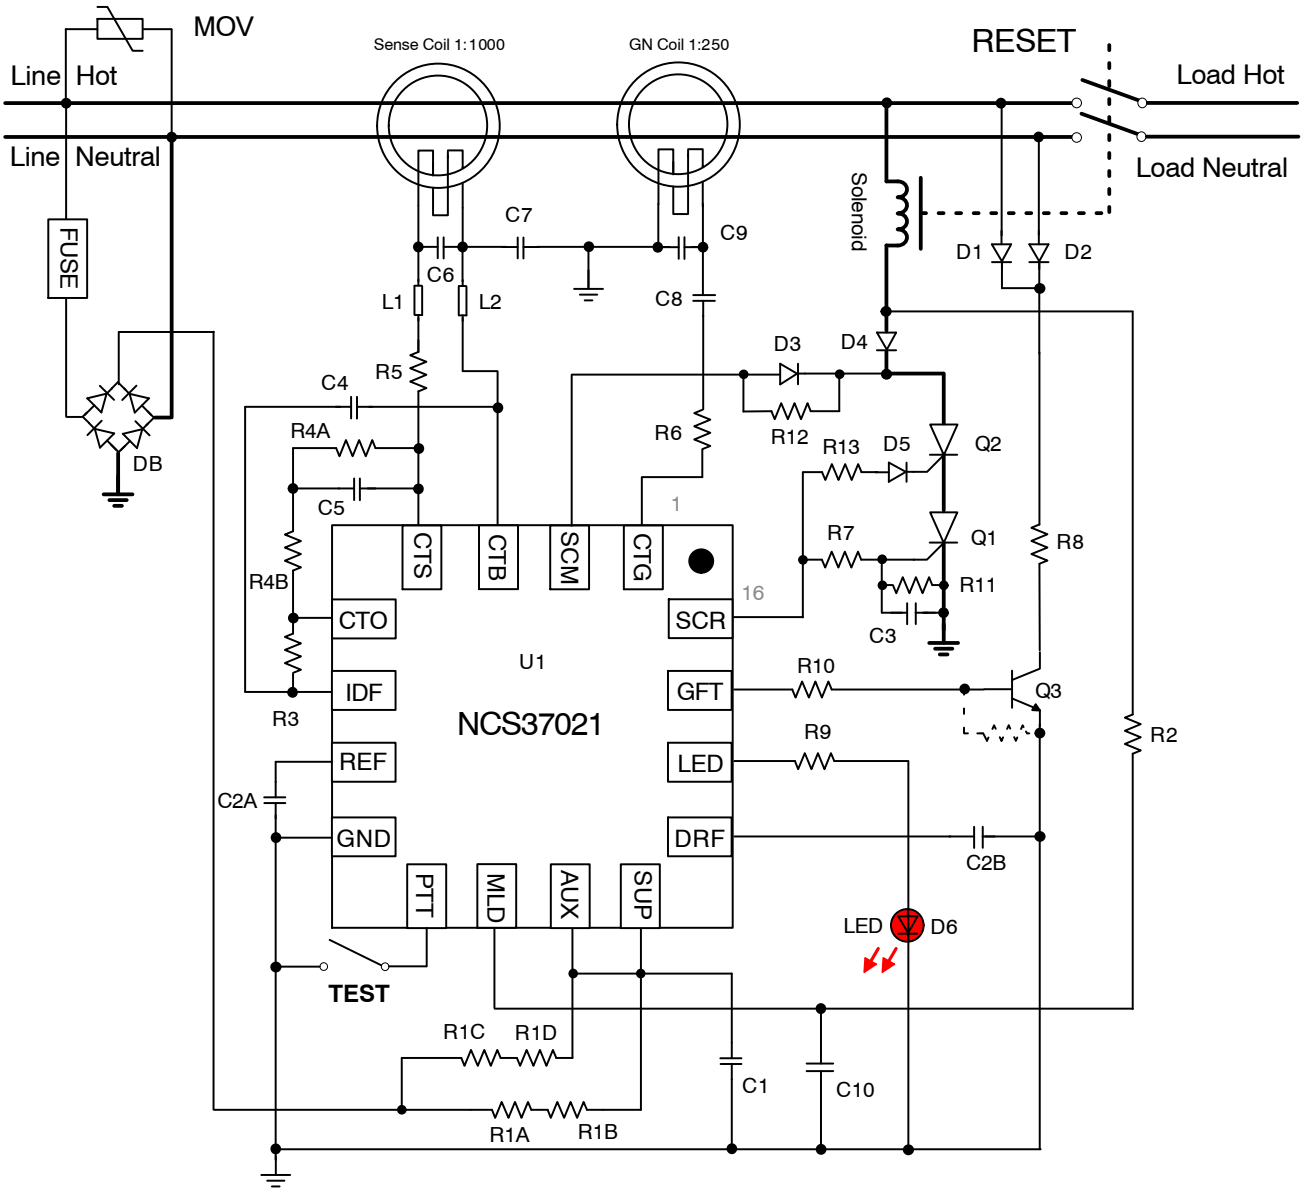 MOV
Sense Coil 1:1000
GN Coil 1:250
RESET
Line Hot
Load Hot
Line Neutral
Load Neutral
Solenoid
FUSE
C7
C9
C6
D1
D2
L1
L2
C8
D3
D4
R5
C4
R12
R4A
R6
R13
D5
Q2
DB
C5
1
CTS
CTB
SCM
CTG
R7
Q1
R8
R4B
R11
16
CTO
SCR
C3
U1
R10
IDF
GFT
Q3
R3
NCS37021
R9
R2
REF
LED
C2A
GND
DRF
C2B
PTT
MLD
AUX
SUP
LED
D6
TEST
R1C
R1D
C1
C10
R1A
R1B